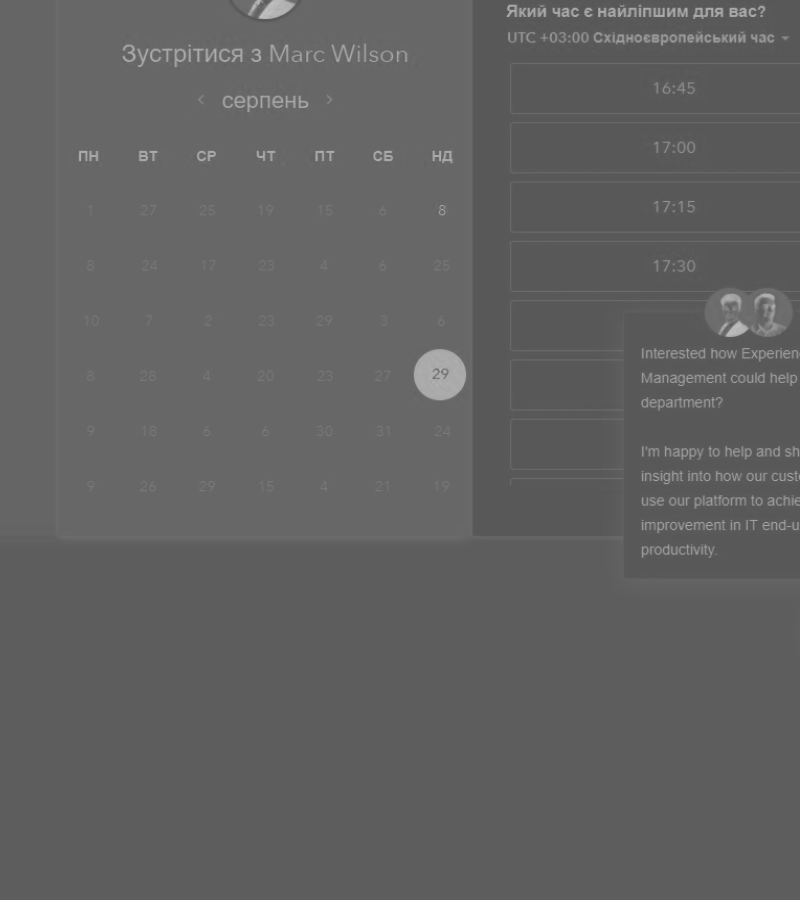 Зустрітися з Marc Wilson
серпень
ПН ВТ СР ЧТ ПТ СБ НД
1 27 25 19 15 6 8
8 24 17 23 4 6 25
10 7 2 23 29 3 6
8 28 4 20 23 27 29
9 18 6 6 30 31 24
9 26 29 15 4 21 19
Який час є найліпшим для вас?
UTC +03:00 Східноєвропейський час
16:45
17:00
17:15
17:30
Interested how Experien
Management could help
department?
I'm happy to help and sh
insight into how our custo
use our platform to achie
improvement in IT end-u
productivity.